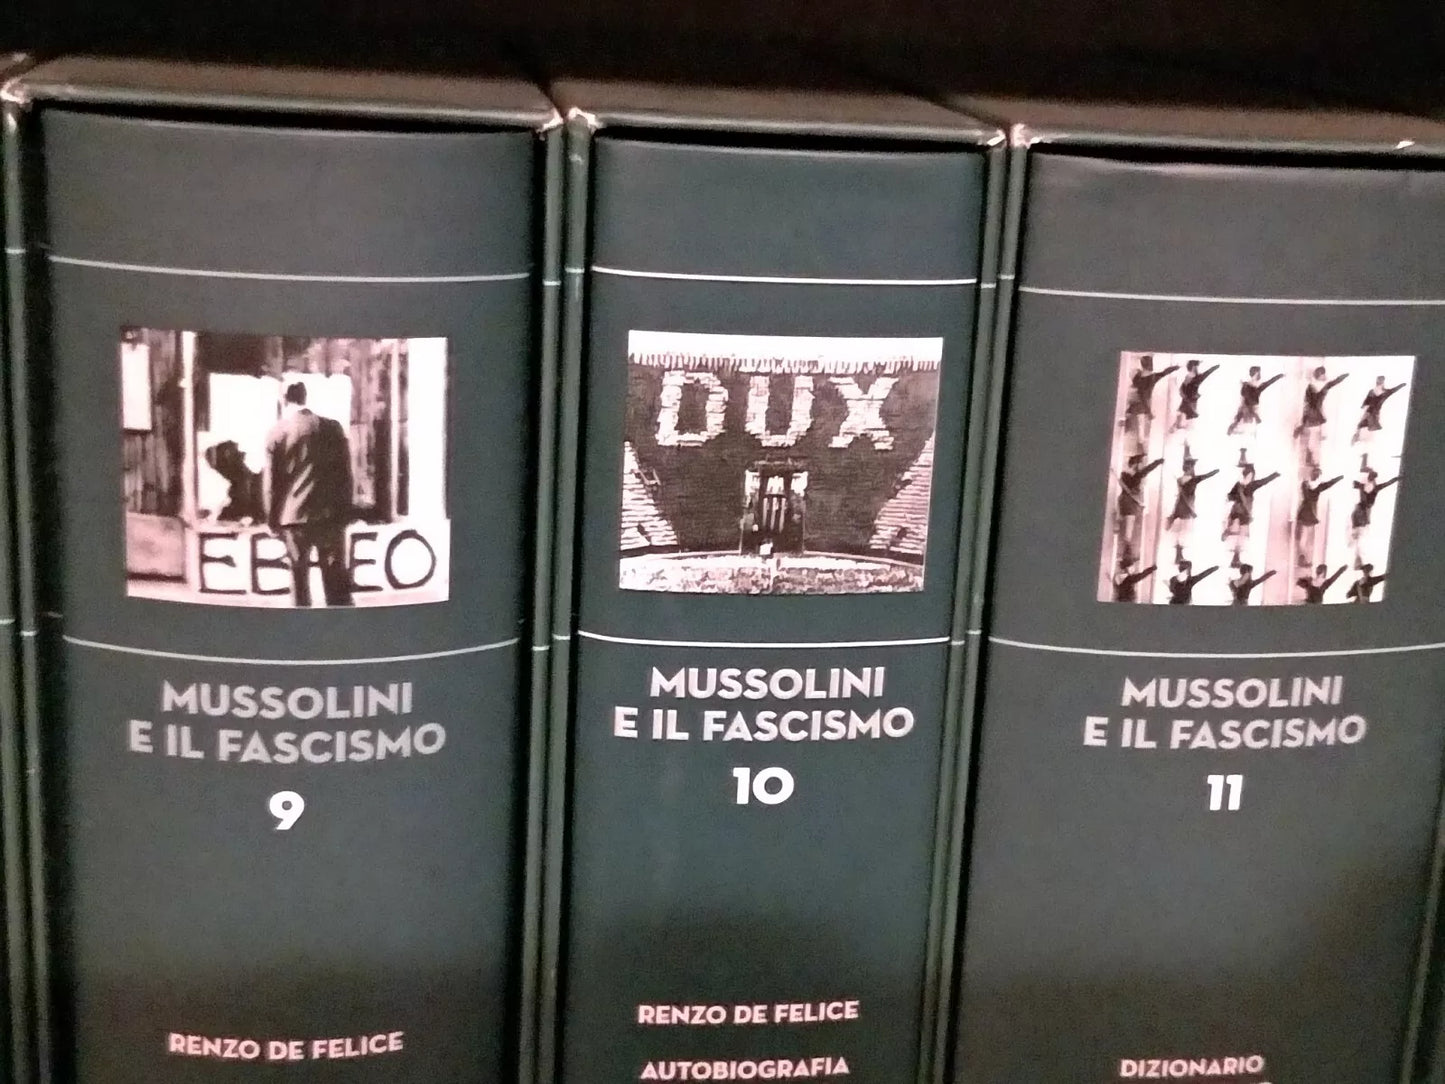 EBREO
MUSSOLINI
E IL FASCISMO
9
RENZO DE FELICE
DUX
MUSSOLINI
E IL FASCISMO
10
RENZO DE FELICE
AUTOBIOGRAFIA
MUSSOLINI
E IL FASCISMO
11
DIZIONARIO